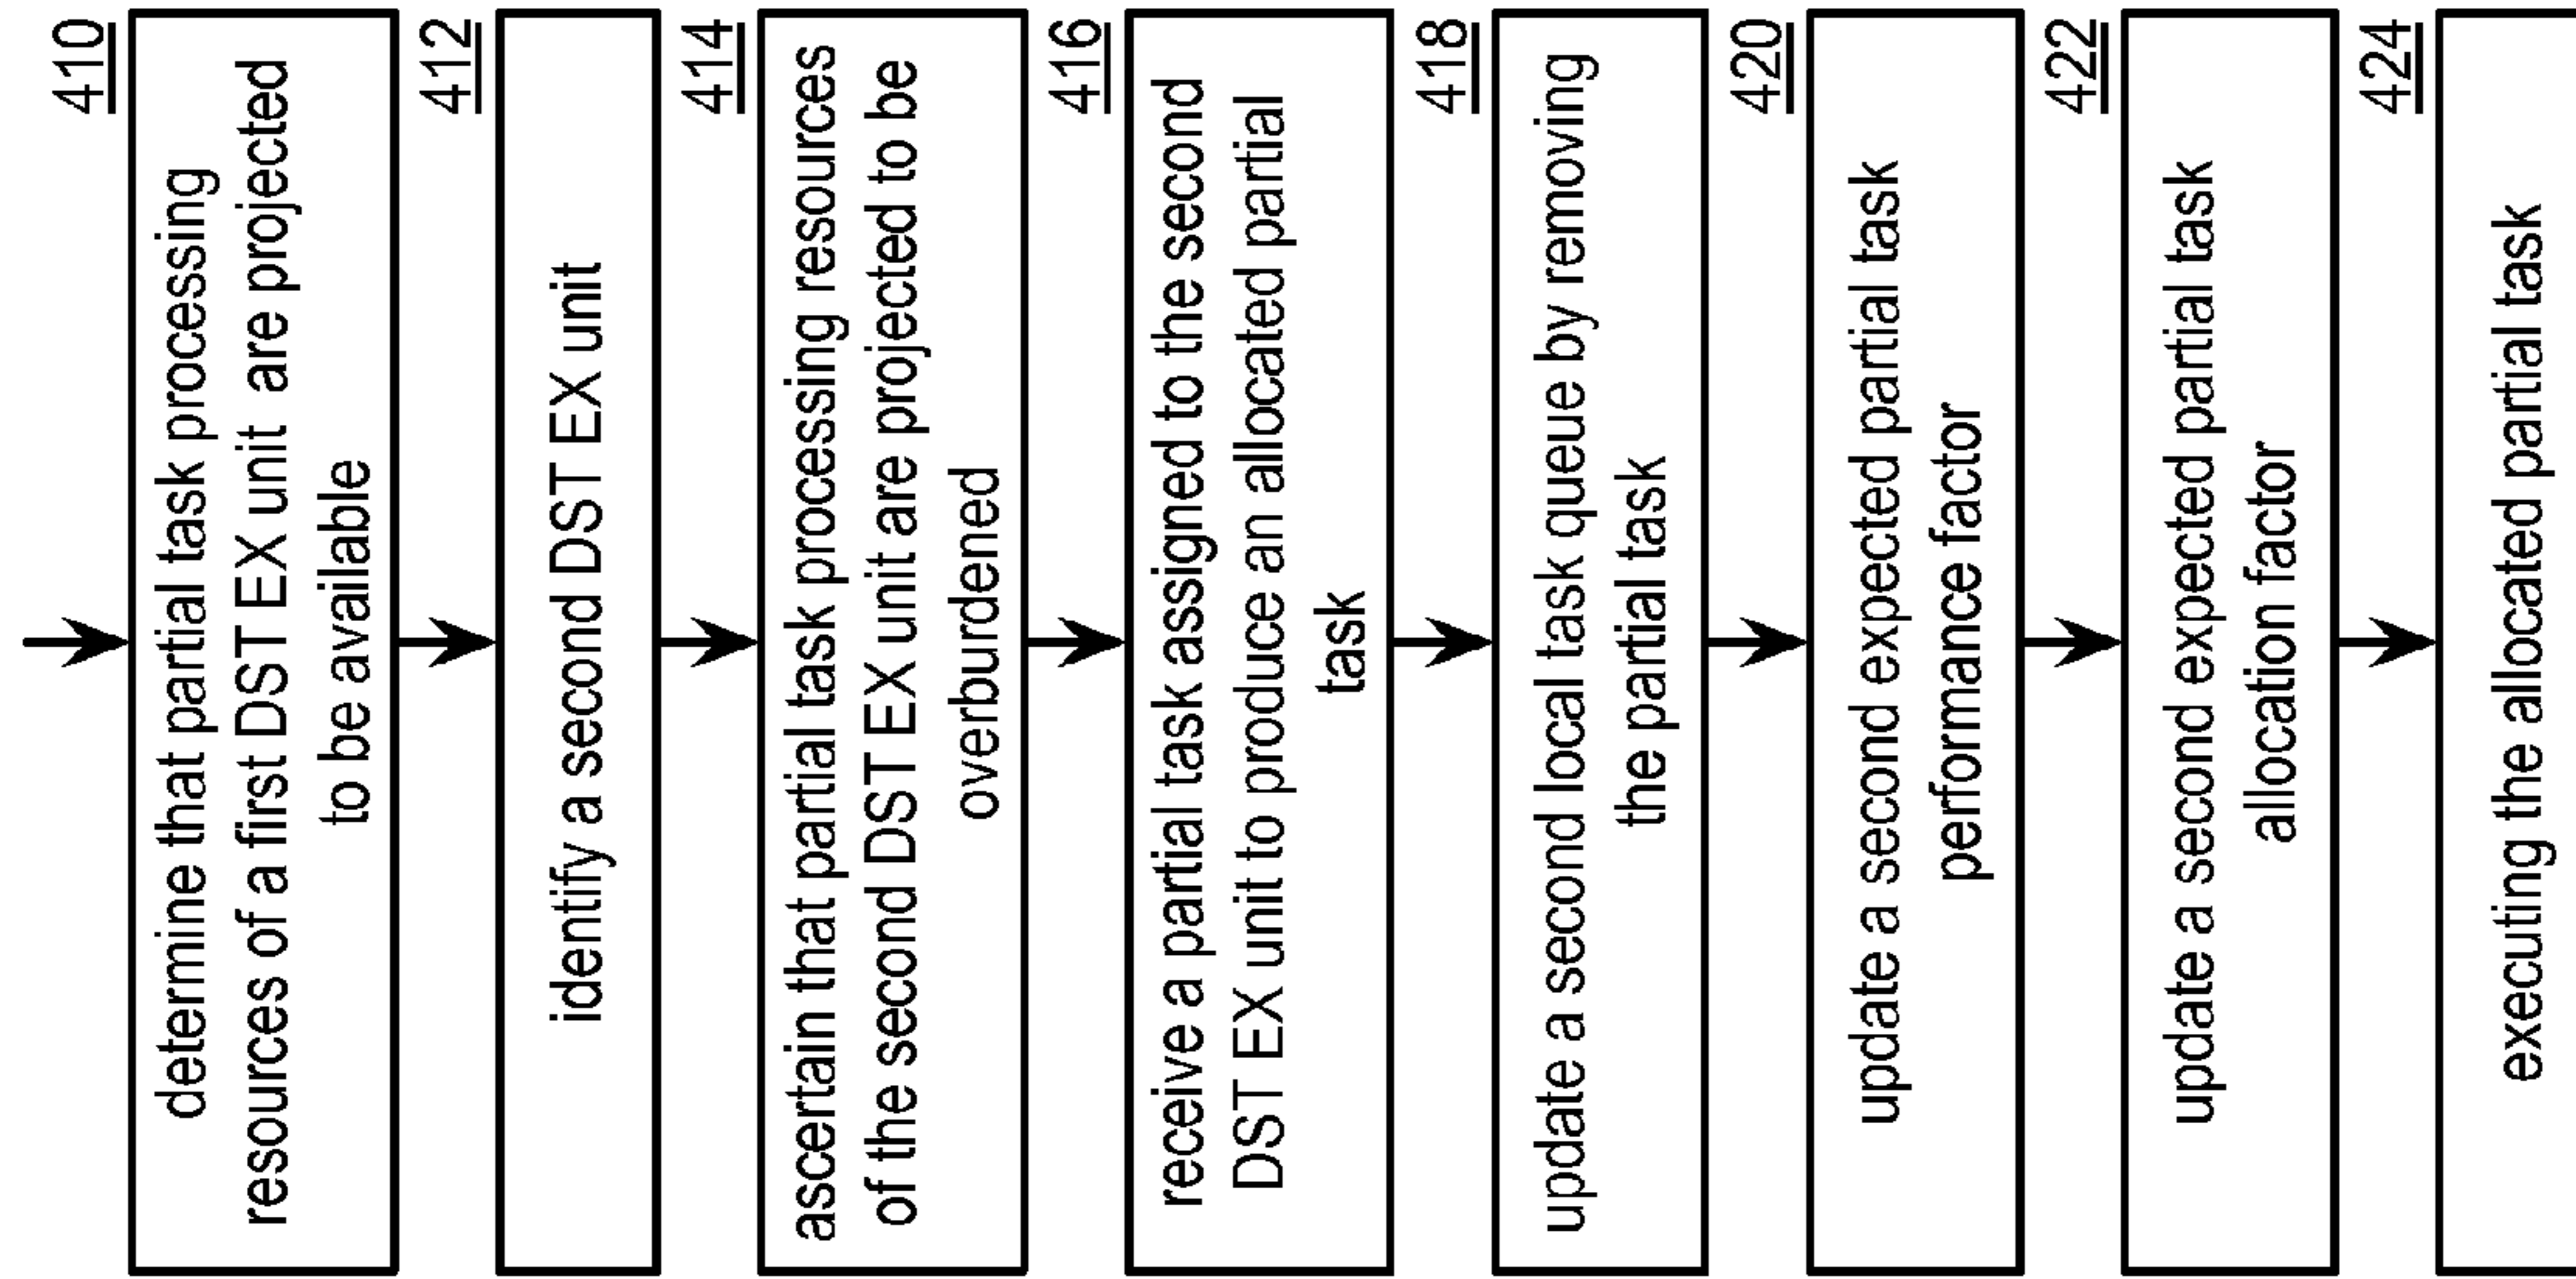 410
determine that partial task processing
resources of a first DST EX unit are projected
to be available
412
identify a second DST EX unit
414
ascertain that partial task processing resources
of the second DST EX unit are projected to be
overburdened
416
receive a partial task assigned to the second
DST EX unit to produce an allocated partial
task
418
update a second local task queue by removing
the partial task
420
update a second expected partial task
performance factor
422
update a second expected partial task
allocation factor
424
executing the allocated partial task